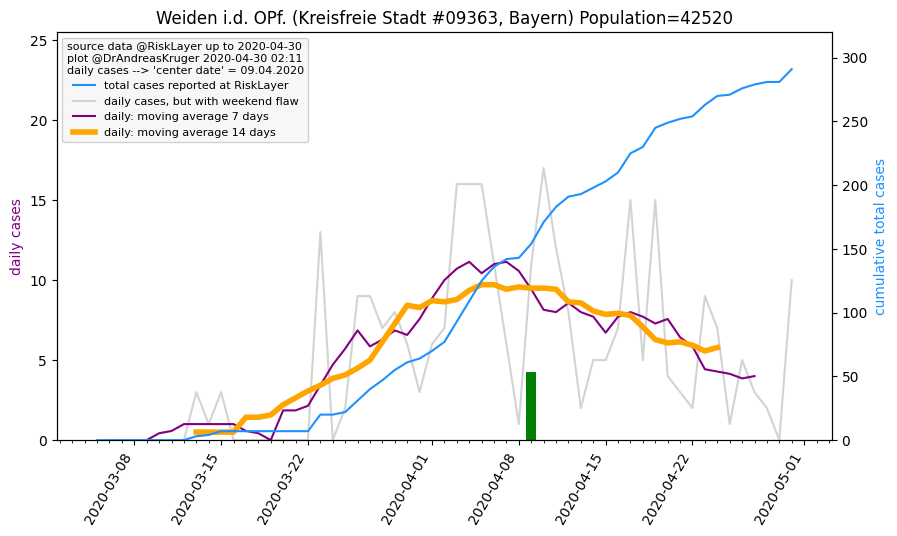 Weiden i.d. OPf. (Kreisfreie Stadt #09363, Bayern) Population=42520
source data @RiskLayer up to 2020-04-30
plot @DrAndreasKruger 2020-04-30 02:11
daily cases --> 'center date' = 09.04.2020
total cases reported at RiskLayer
daily cases, but with weekend flaw
daily: moving average 7 days
daily: moving average 14 days
daily cases
25
20
15
10
5
0
cumulative total cases
300
250
200
150
100
50
0
2020-03-08
2020-03-15
2020-03-22
2020-04-01
2020-04-08
2020-04-15
2020-04-22
2020-05-01